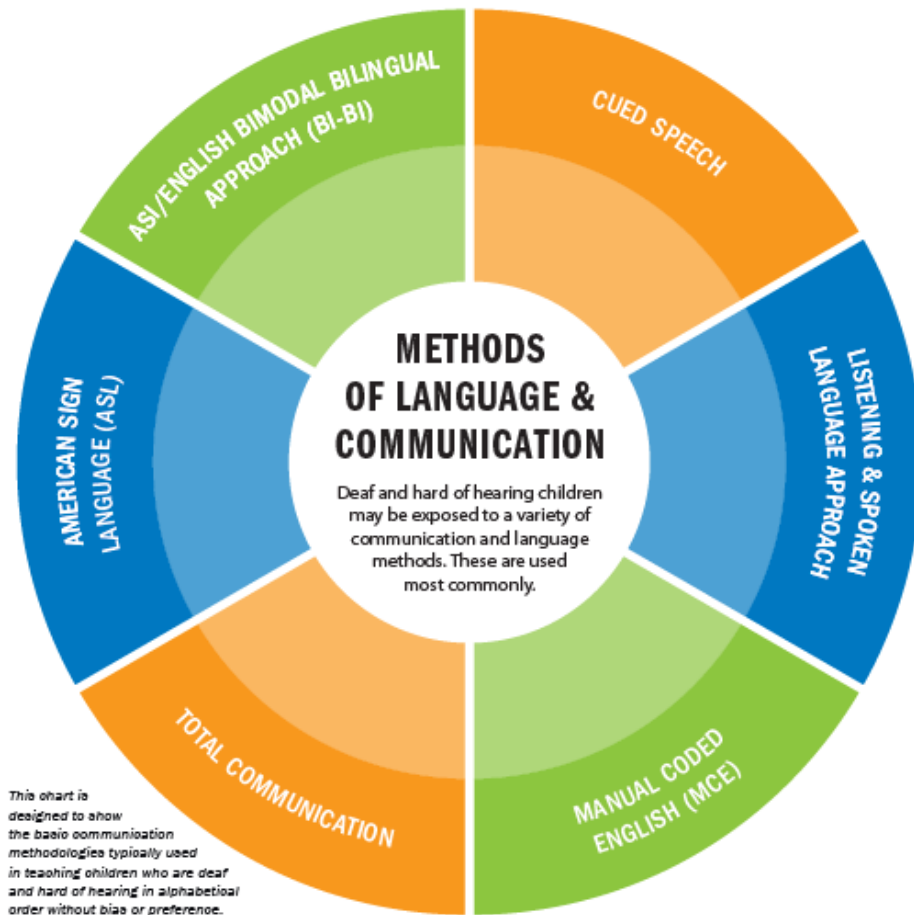 METHODS
OF LANGUAGE &
COMMUNICATION
Deaf and hard of hearing children
may be exposed to a variety of
communication and language
methods. These are used
most commonly.
ASI/ENGLISH BIMODAL BILINGUAL
APPROACH (BI-BI)
CUED SPEECH
LISTENING & SPOKEN
LANGUAGE APPROACH
MANUAL CODED
ENGLISH (MCE)
TOTAL COMMUNICATION
AMERICAN SIGN
LANGUAGE (ASL)
This chart is
designed to show
the basic communication
methodologies typically used
in teaching children who are deaf
and hard of hearing in alphabetical
order without bias or preference.